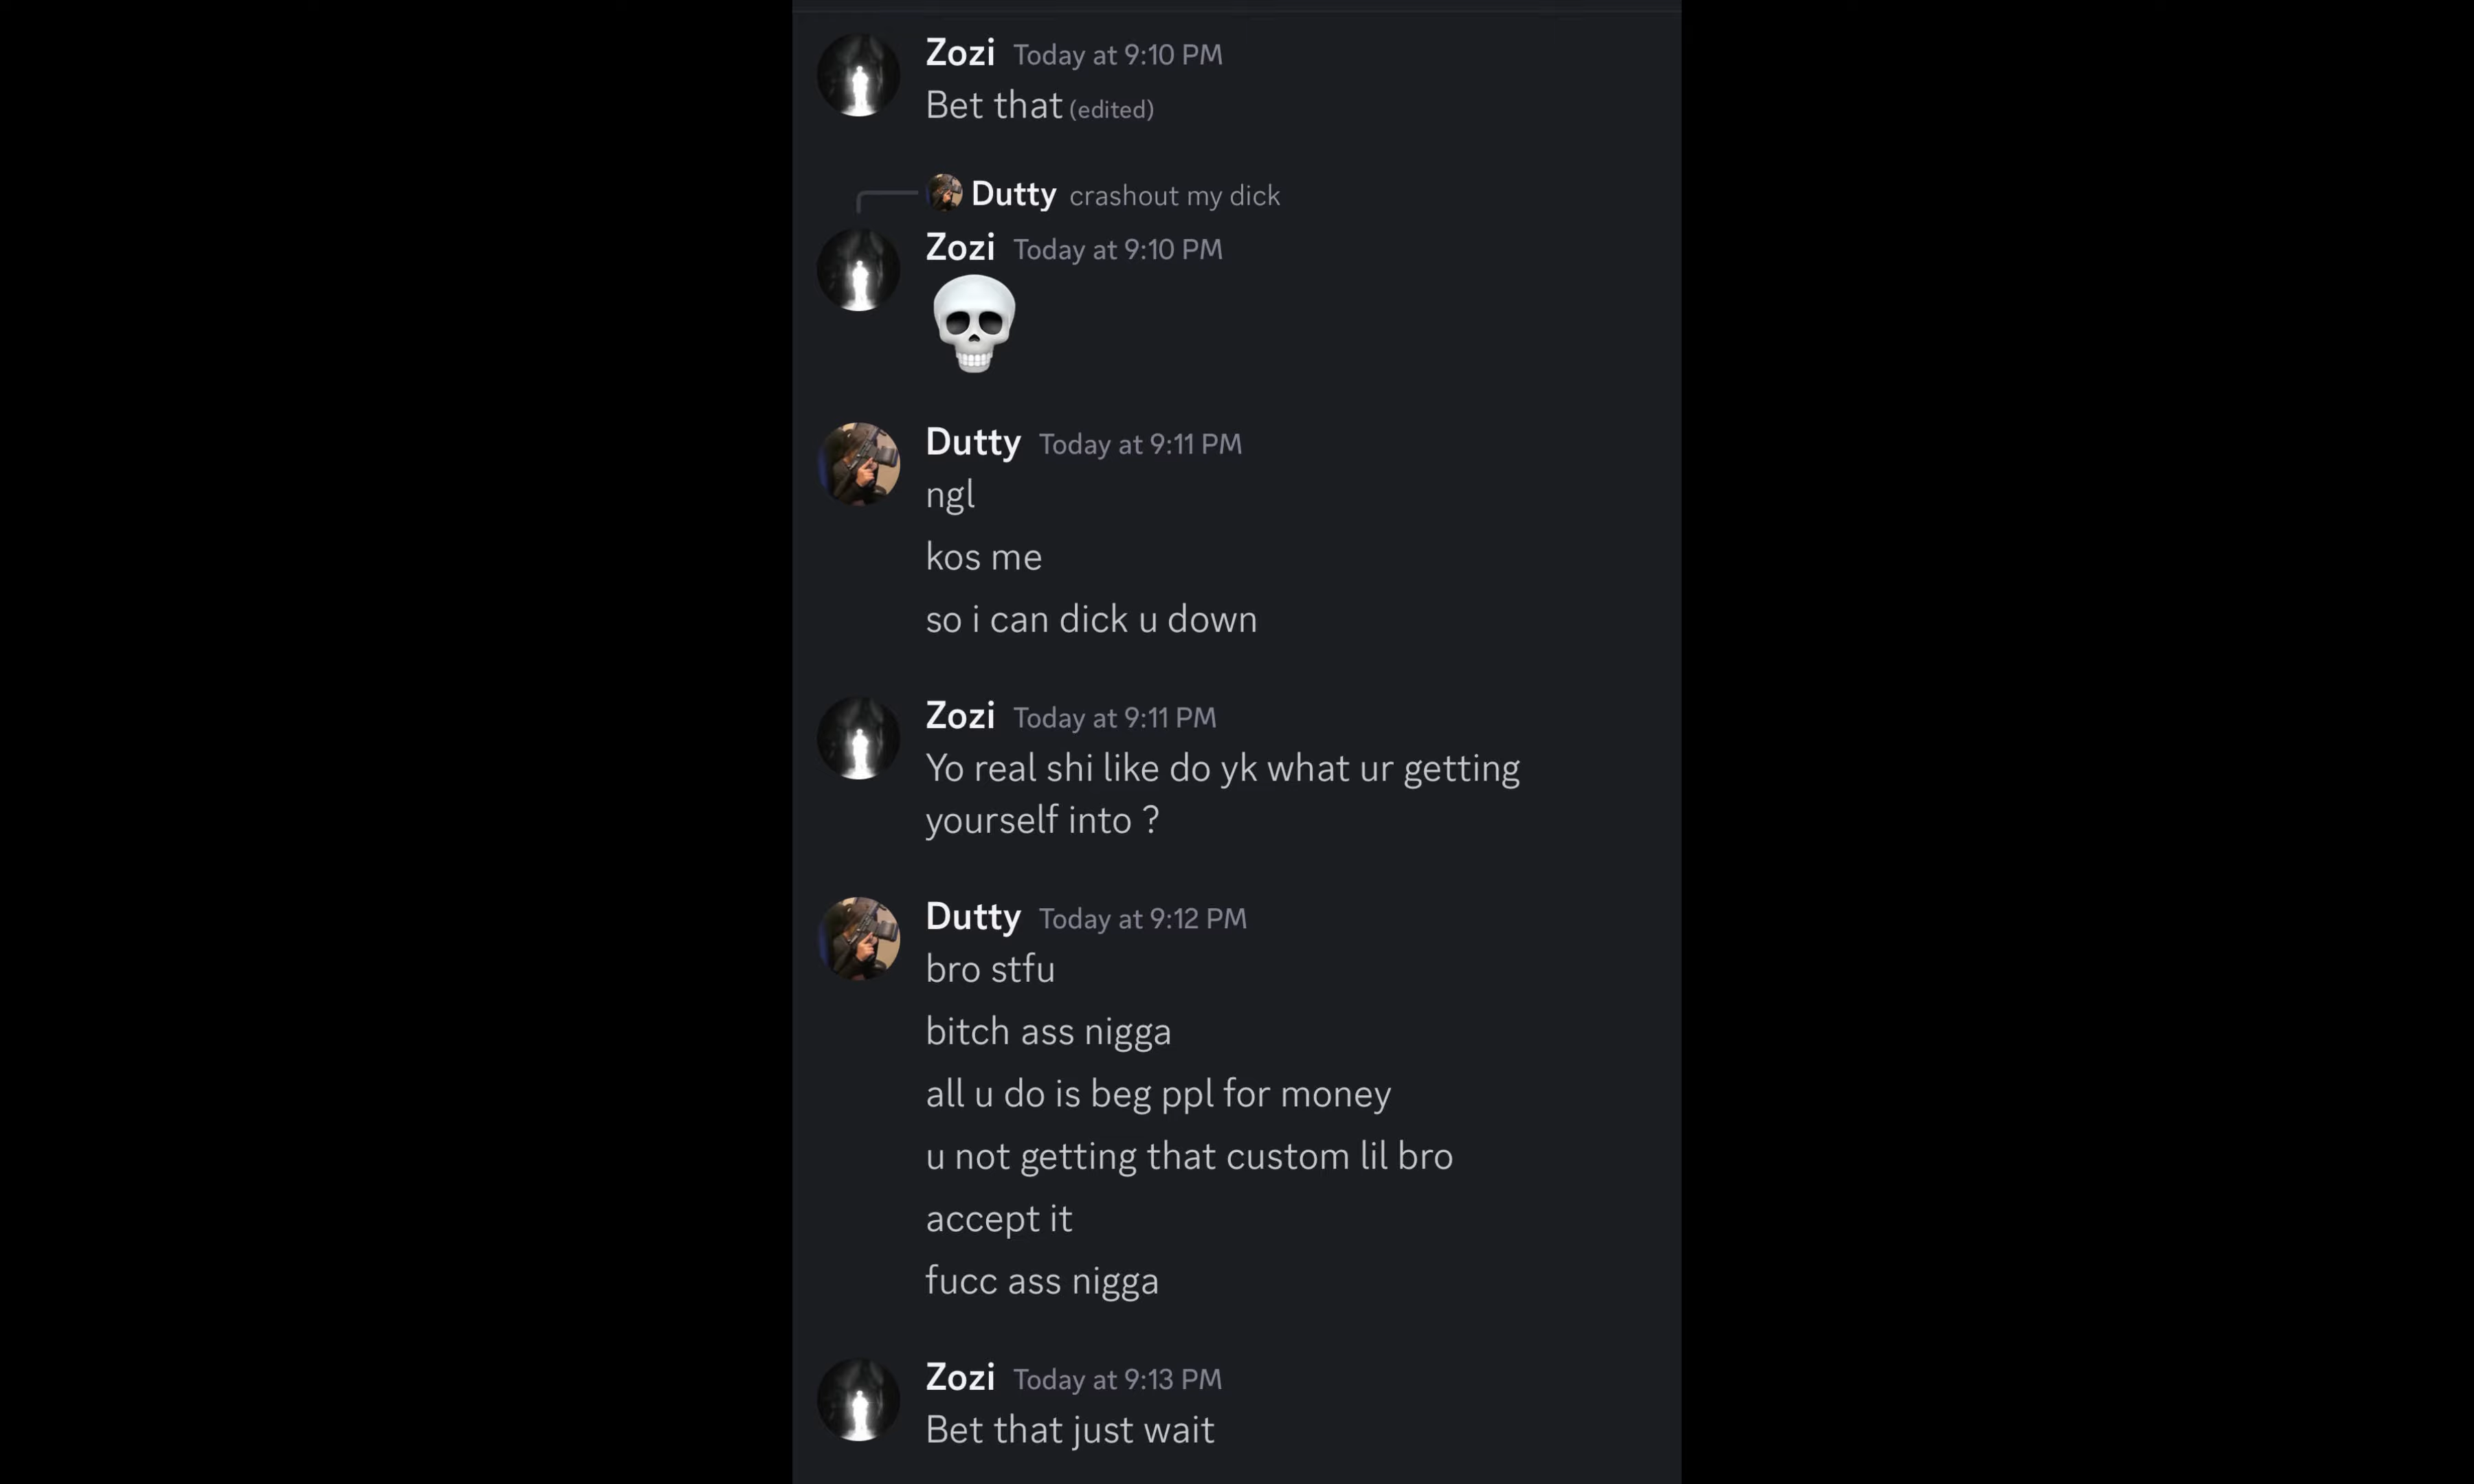 Zozi Today at 9:10 PM
Bet that (edited)
Dutty crashout my dick
Zozi Today at 9:10 PM
Dutty Today at 9:11 PM
ngl
kos me
so i can dick u down
Zozi Today at 9:11 PM
Yo real shi like do yk what ur getting
yourself into ?
Dutty Today at 9:12 PM
bro stfu
bitch ass nigga
all u do is beg ppl for money
u not getting that custom lil bro
accept it
fucc ass nigga
Zozi Today at 9:13 PM
Bet that just wait